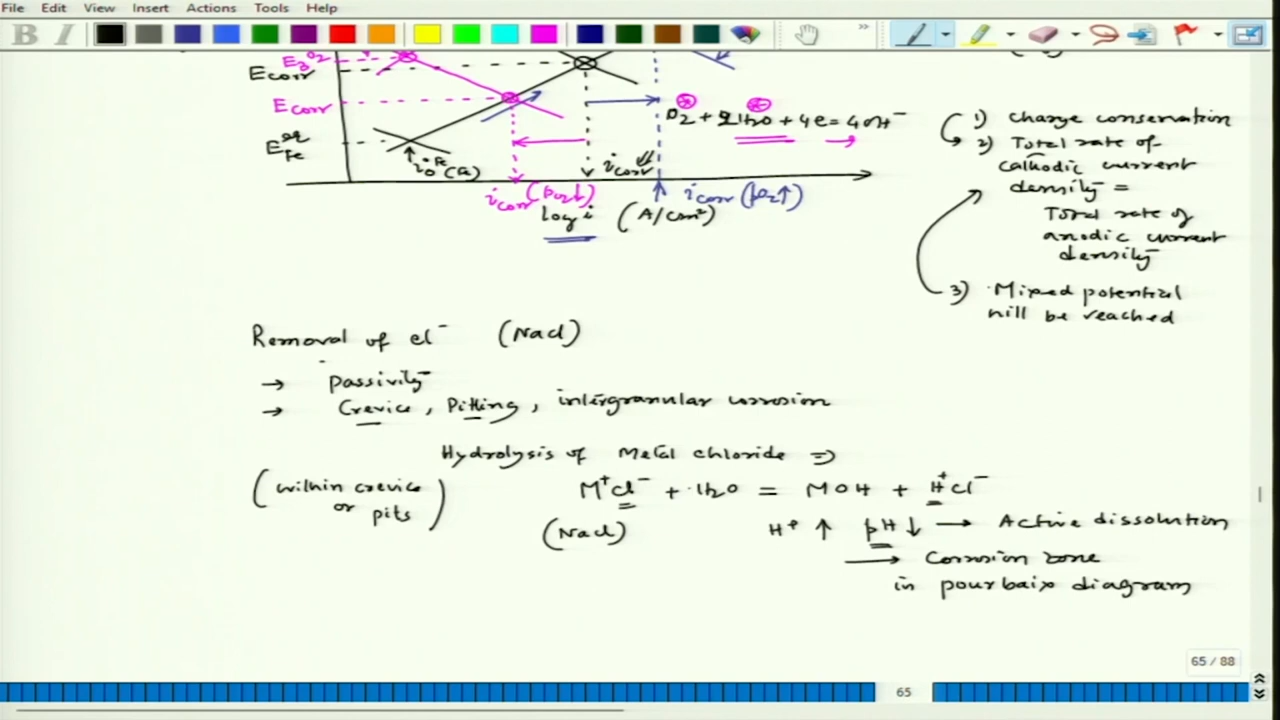 File Edit View Insert Actions Tools Help
B I
Ecorr
Ecorr
O2 + 2H2O + 4e = 4OH−
icorr
icorr (pO2↓)
icorr (pO2↑)
log i (A/cm²)
1) charge conservation
2) Total rate of
cathodic current
density =
Total rate of
anodic current
density
3) Mixed potential
will be reached
Removal of cl− (Nacl)
→ passivity
→ Crevice, Pitting, intergranular corrosion
Hydrolysis of Metal chloride ⇒
(within crevice
or pits)
M+cl− + H2O = MOH + H+cl−
(Nacl)
H+ ↑ pH ↓ → Active dissolution
→ Corrosion zone
in pourbaix diagram
65 / 88
65